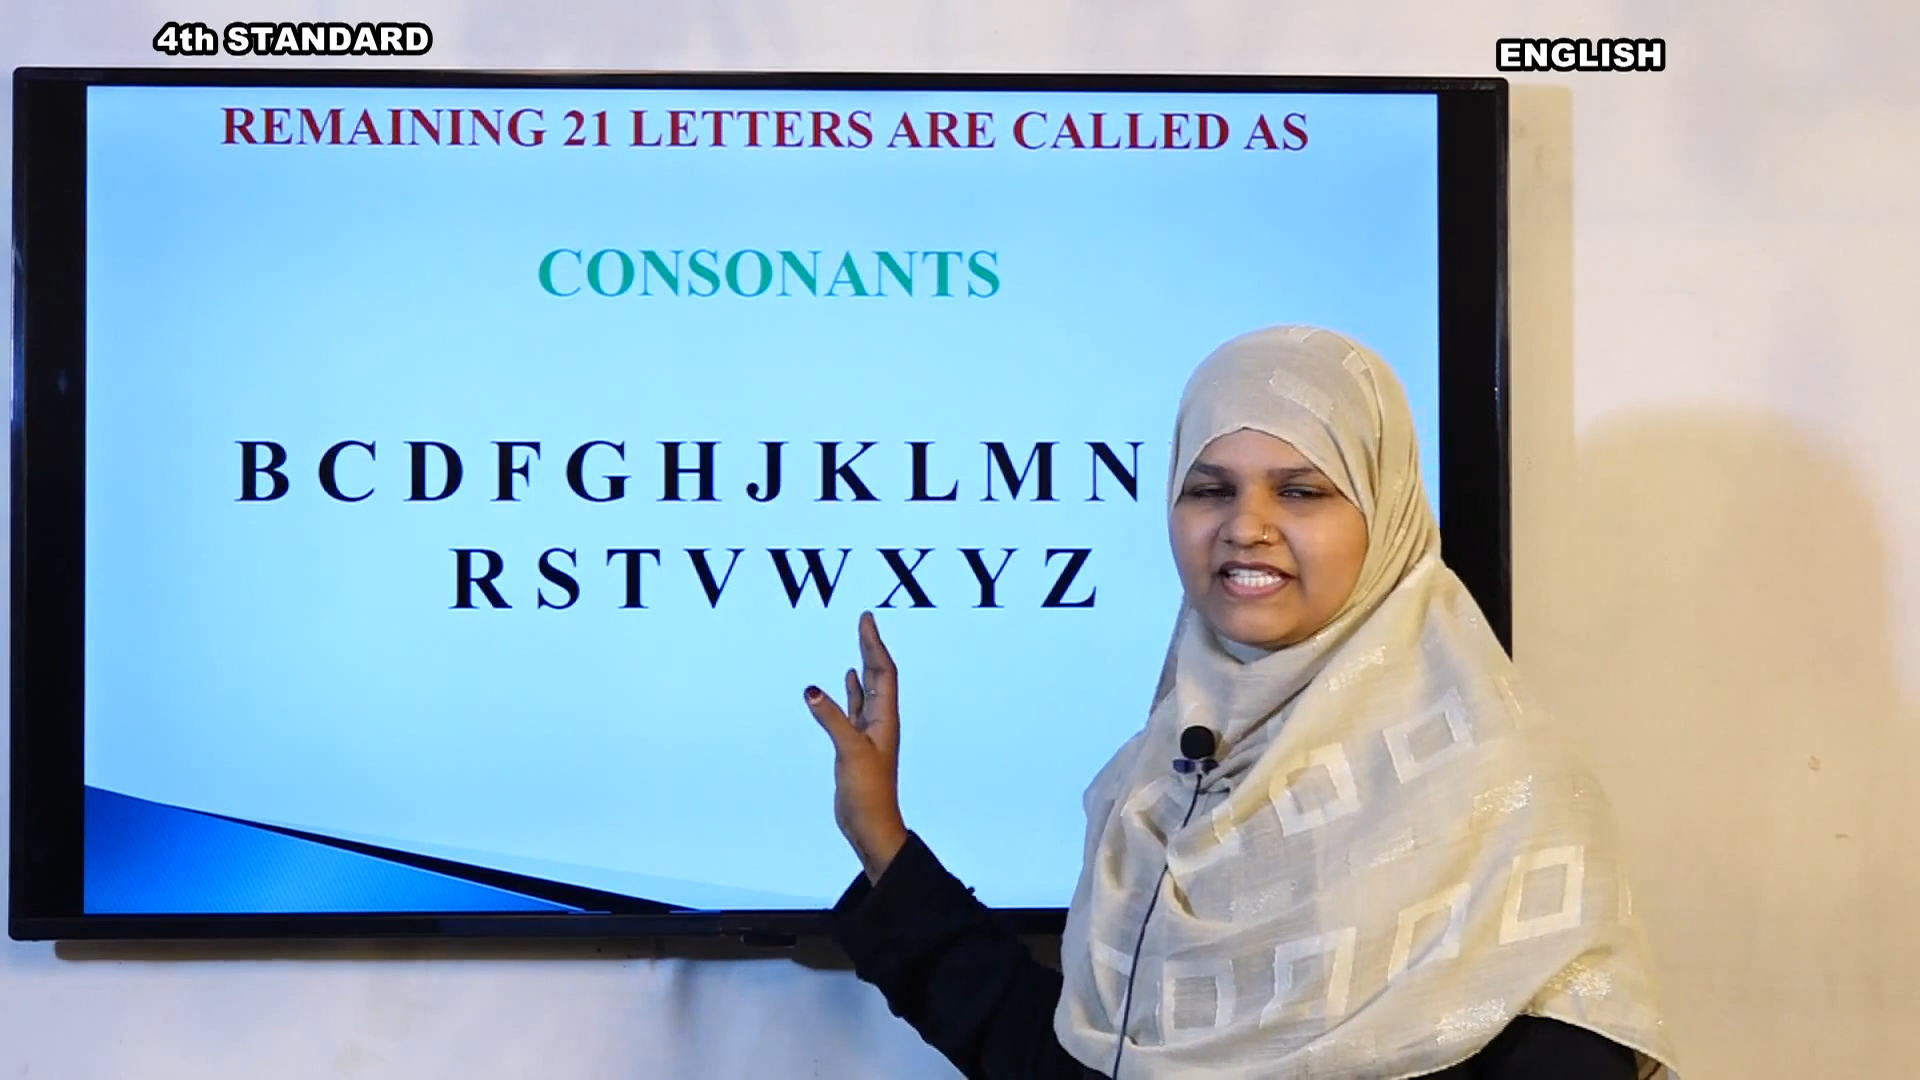 4th STANDARD
ENGLISH
REMAINING 21 LETTERS ARE CALLED AS
CONSONANTS
B C D F G H J K L M N
R S T V W X Y Z